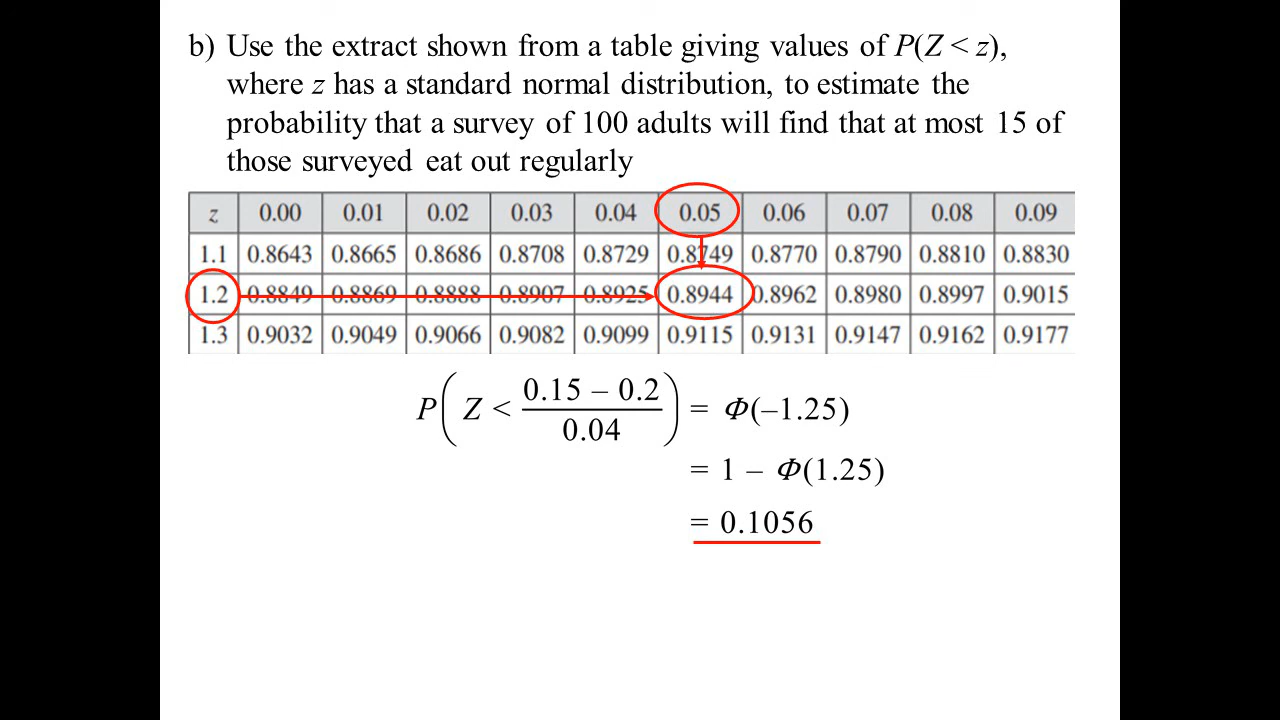 b) Use the extract shown from a table giving values of P(Z < z),
where z has a standard normal distribution, to estimate the
probability that a survey of 100 adults will find that at most 15 of
those surveyed eat out regularly
z 0.00 0.01 0.02 0.03 0.04 0.05 0.06 0.07 0.08 0.09
1.1 0.8643 0.8665 0.8686 0.8708 0.8729 0.8749 0.8770 0.8790 0.8810 0.8830
1.2 0.8849 0.8869 0.8888 0.8907 0.8925 0.8944 0.8962 0.8980 0.8997 0.9015
1.3 0.9032 0.9049 0.9066 0.9082 0.9099 0.9115 0.9131 0.9147 0.9162 0.9177
P( Z < (0.15 – 0.2)/0.04 ) = Φ(–1.25)
= 1 – Φ(1.25)
= 0.1056